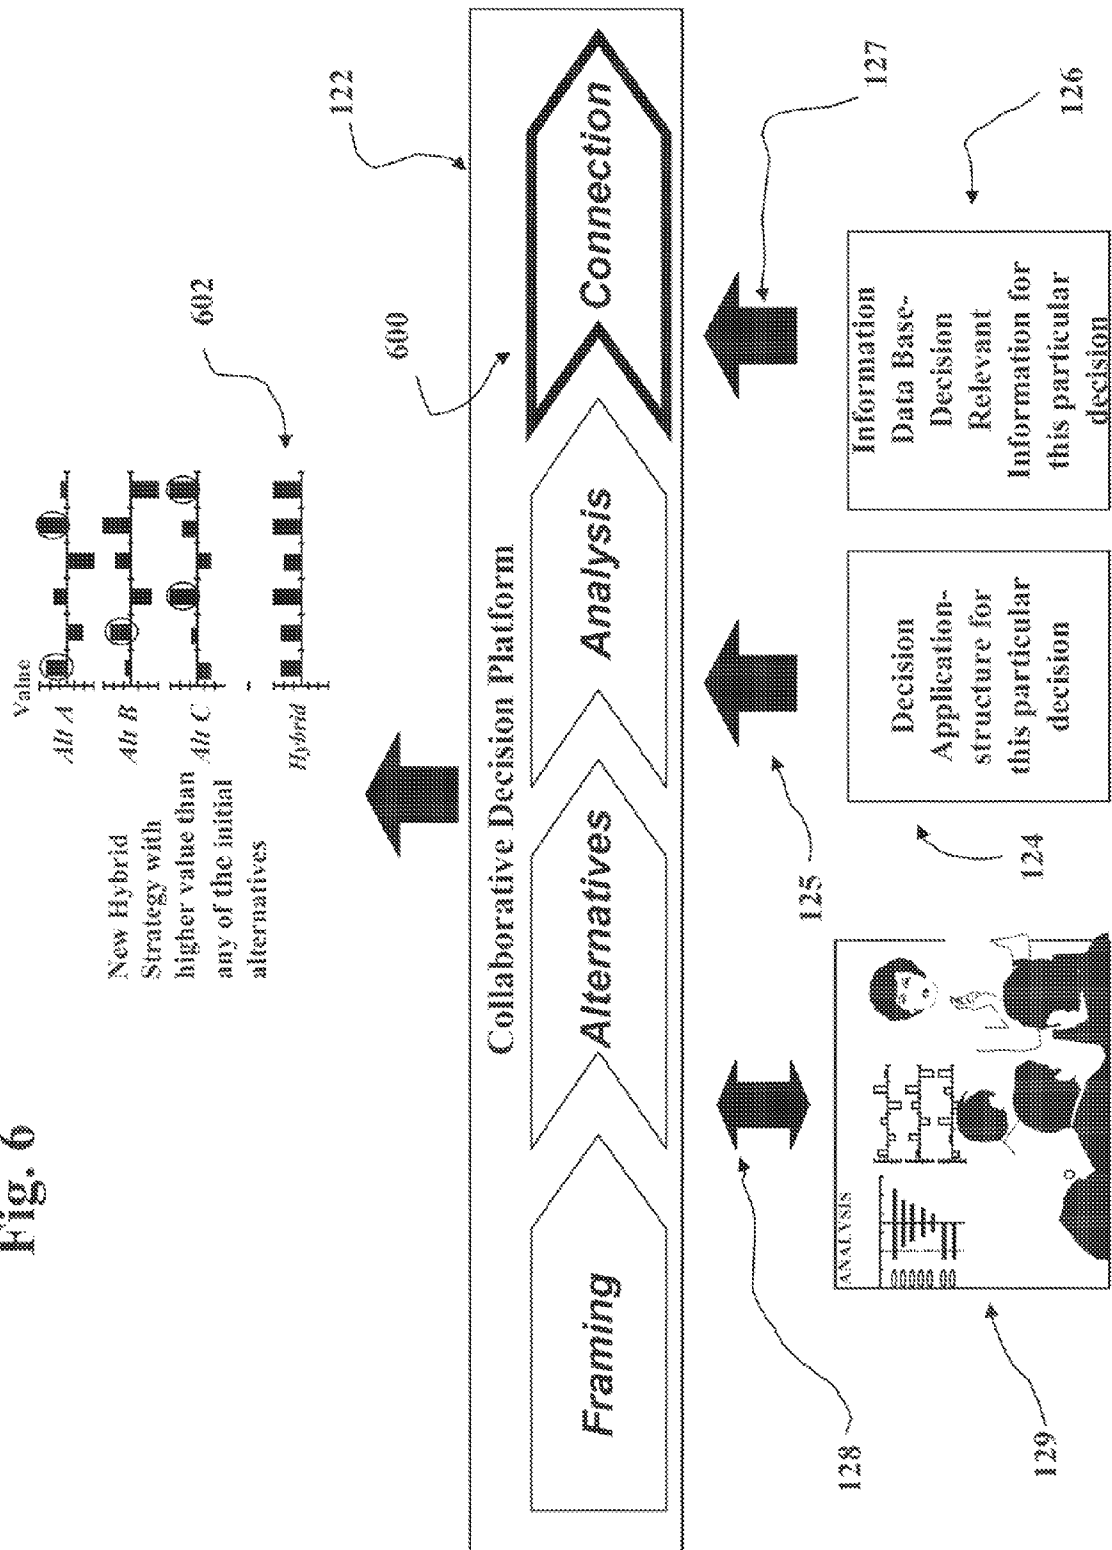 Fig. 6
Value
Alt A
Alt B
Alt C
Hybrid
New Hybrid
Strategy with
higher value than
any of the initial
alternatives
602
122
600
Collaborative Decision Platform
Framing
Alternatives
Analysis
Connection
128
125
127
129
ANALYSIS
124
Decision
Application-
structure for
this particular
decision
126
Information
Data Base-
Decision
Relevant
Information for
this particular
decision